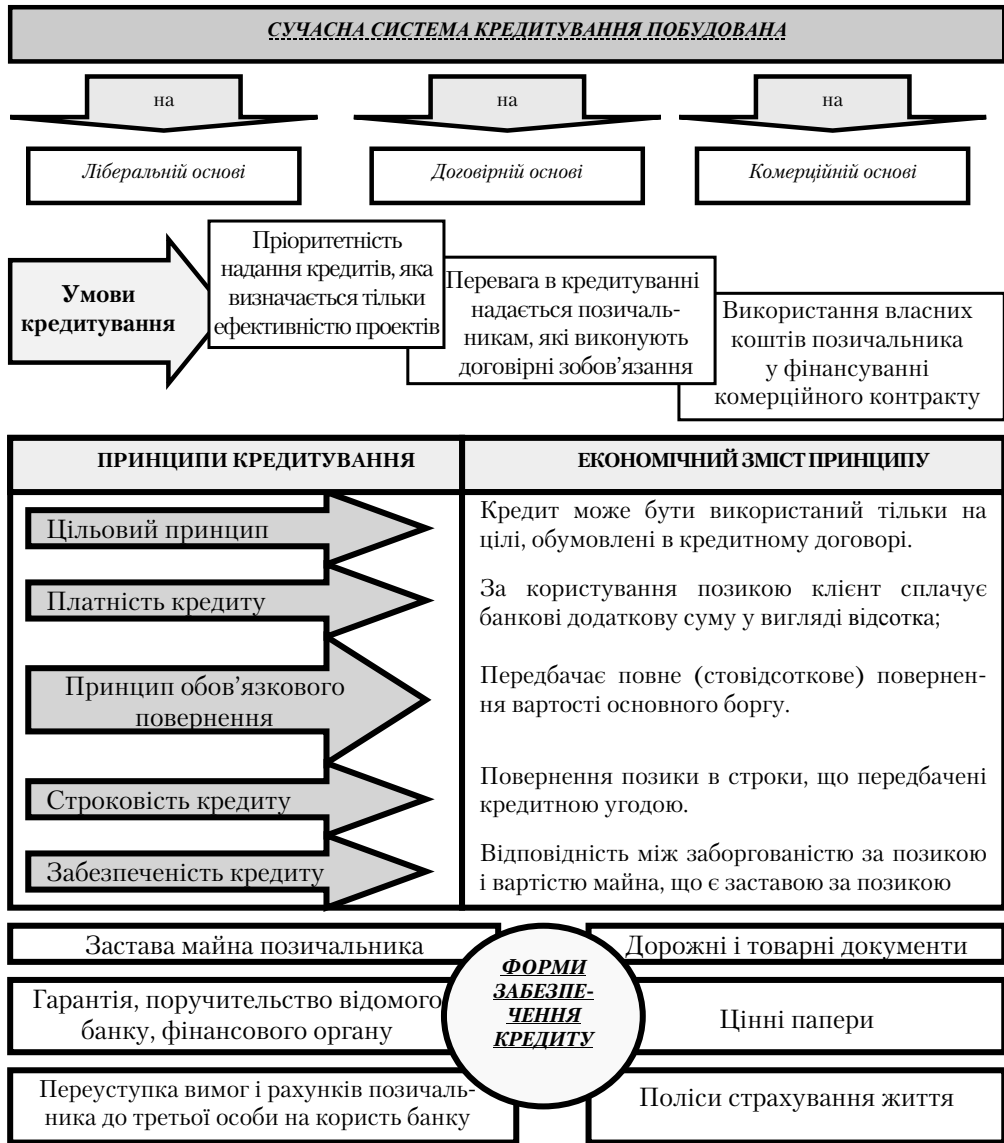 СУЧАСНА СИСТЕМА КРЕДИТУВАННЯ ПОБУДОВАНА
на
на
на
Ліберальній основі
Договірній основі
Комерційній основі
Умови
кредитування
Пріоритетність
надання кредитів, яка
визначається тільки
ефективністю проектів
Перевага в кредитуванні
надається позичаль-
никам, які виконують
договірні зобов’язання
Використання власних
коштів позичальника
у фінансуванні
комерційного контракту
ПРИНЦИПИ КРЕДИТУВАННЯ
ЕКОНОМІЧНИЙ ЗМІСТ ПРИНЦИПУ
Цільовий принцип
Кредит може бути використаний тільки на
цілі, обумовлені в кредитному договорі.
Платність кредиту
За користування позикою клієнт сплачує
банкові додаткову суму у вигляді відсотка;
Принцип обов’язкового
повернення
Передбачає повне (стовідсоткове) повернен-
ня вартості основного боргу.
Строковість кредиту
Повернення позики в строки, що передбачені
кредитною угодою.
Забезпеченість кредиту
Відповідність між заборгованістю за позикою
і вартістю майна, що є заставою за позикою
ФОРМИ
ЗАБЕЗПЕ-
ЧЕННЯ
КРЕДИТУ
Застава майна позичальника
Дорожні і товарні документи
Гарантія, поручительство відомого
банку, фінансового органу
Цінні папери
Переуступка вимог і рахунків позичаль-
ника до третьої особи на користь банку
Поліси страхування життя